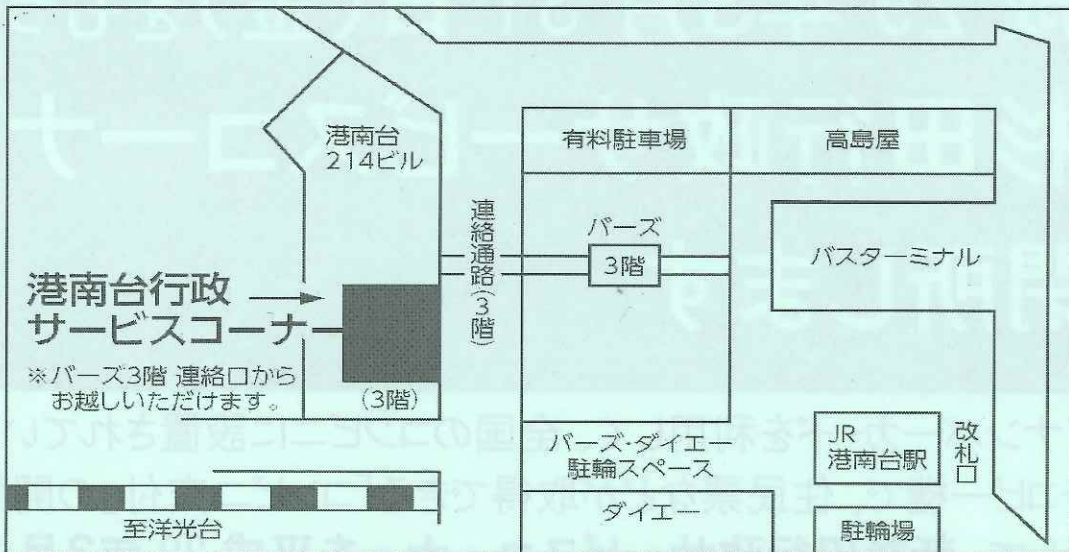 港南台
214ビル
有料駐車場
高島屋
連絡通路(3階)
バーズ
3階
バスターミナル
港南台行政
サービスコーナー
※バーズ3階 連絡口から
お越しいただけます。
(3階)
バーズ・ダイエー
駐輪スペース
JR
港南台駅
改札口
至洋光台
ダイエー
駐輪場